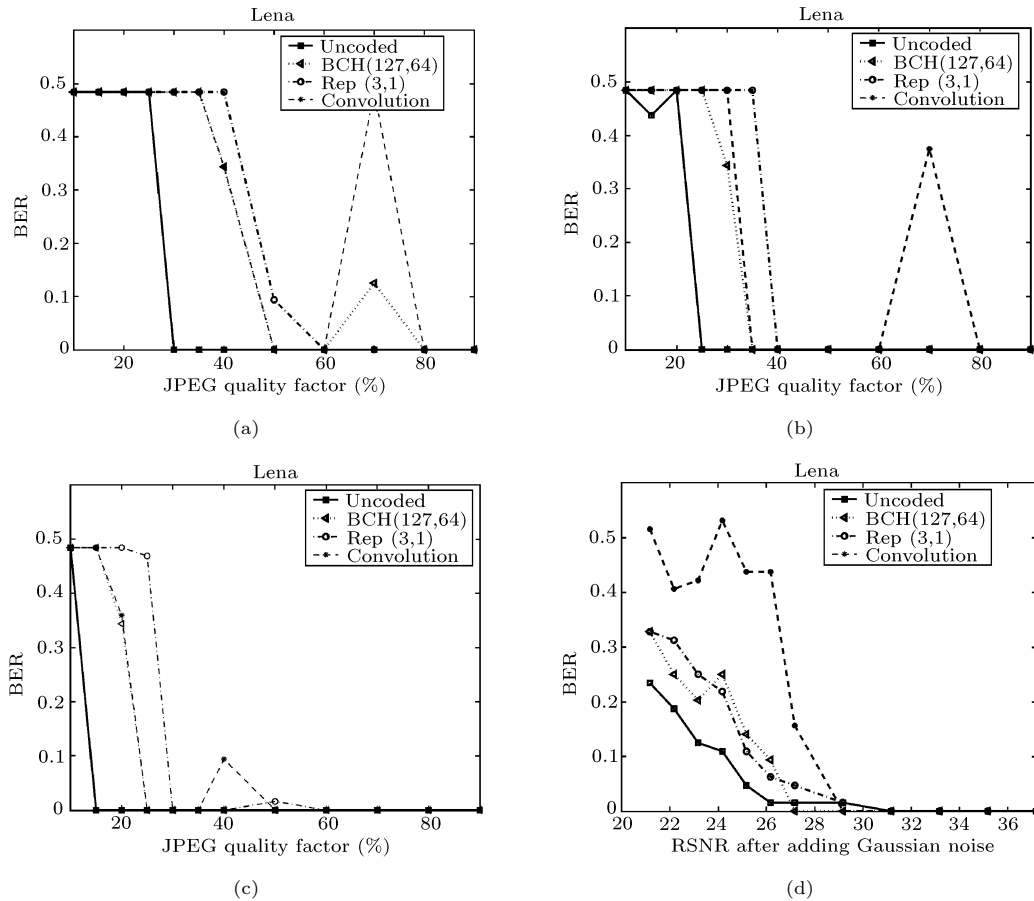 Lena
Uncoded
BCH(127,64)
Rep (3,1)
Convolution
0.5
0.4
0.3
0.2
0.1
0
BER
20 40 60 80
JPEG quality factor (%)
(a)
Lena
Uncoded
BCH(127,64)
Rep (3,1)
Convolution
0.5
0.4
0.3
0.2
0.1
0
BER
20 40 60 80
JPEG quality factor (%)
(b)
Lena
Uncoded
BCH(127,64)
Rep (3,1)
Convolution
0.5
0.4
0.3
0.2
0.1
0
BER
20 40 60 80
JPEG quality factor (%)
(c)
Lena
Uncoded
BCH(127,64)
Rep (3,1)
Convolution
0.5
0.4
0.3
0.2
0.1
0
BER
20 22 24 26 28 30 32 34 36
RSNR after adding Gaussian noise
(d)